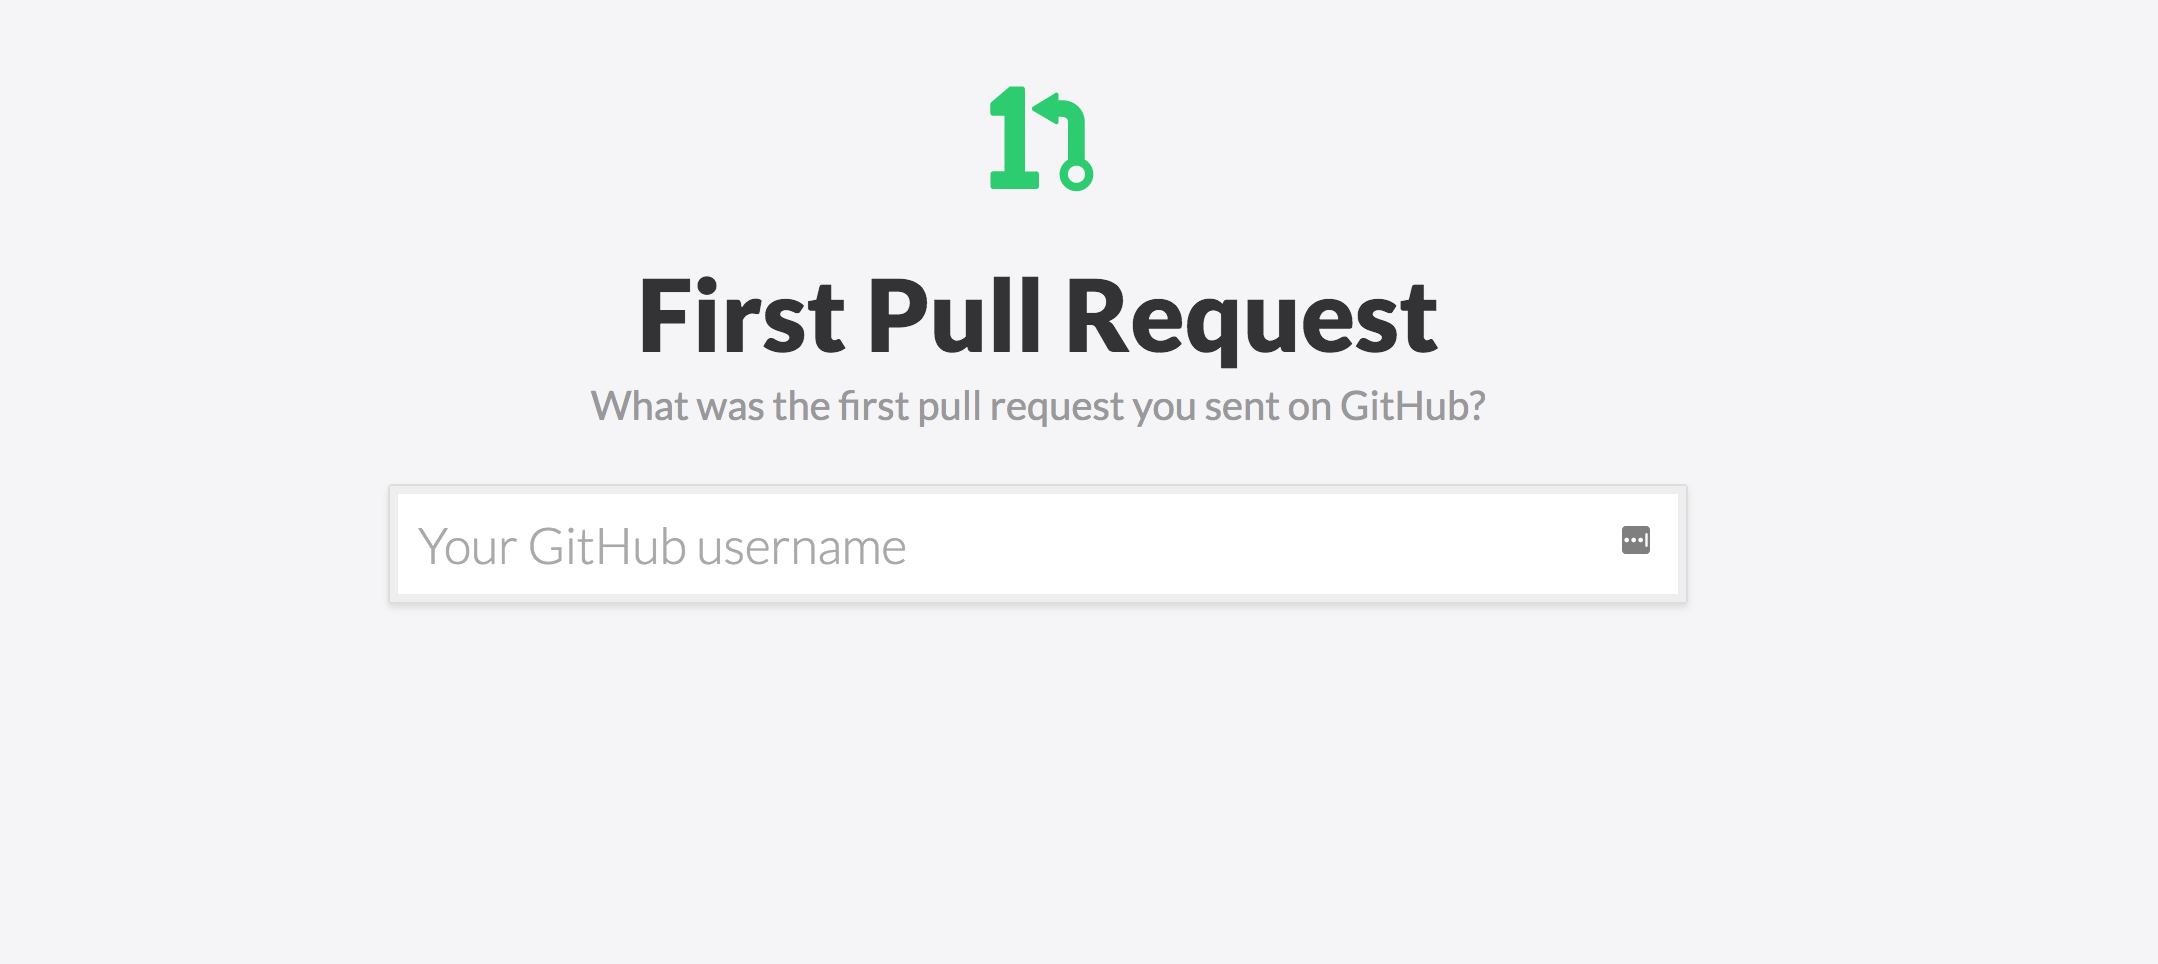 First Pull Request
What was the first pull request you sent on GitHub?
Your GitHub username